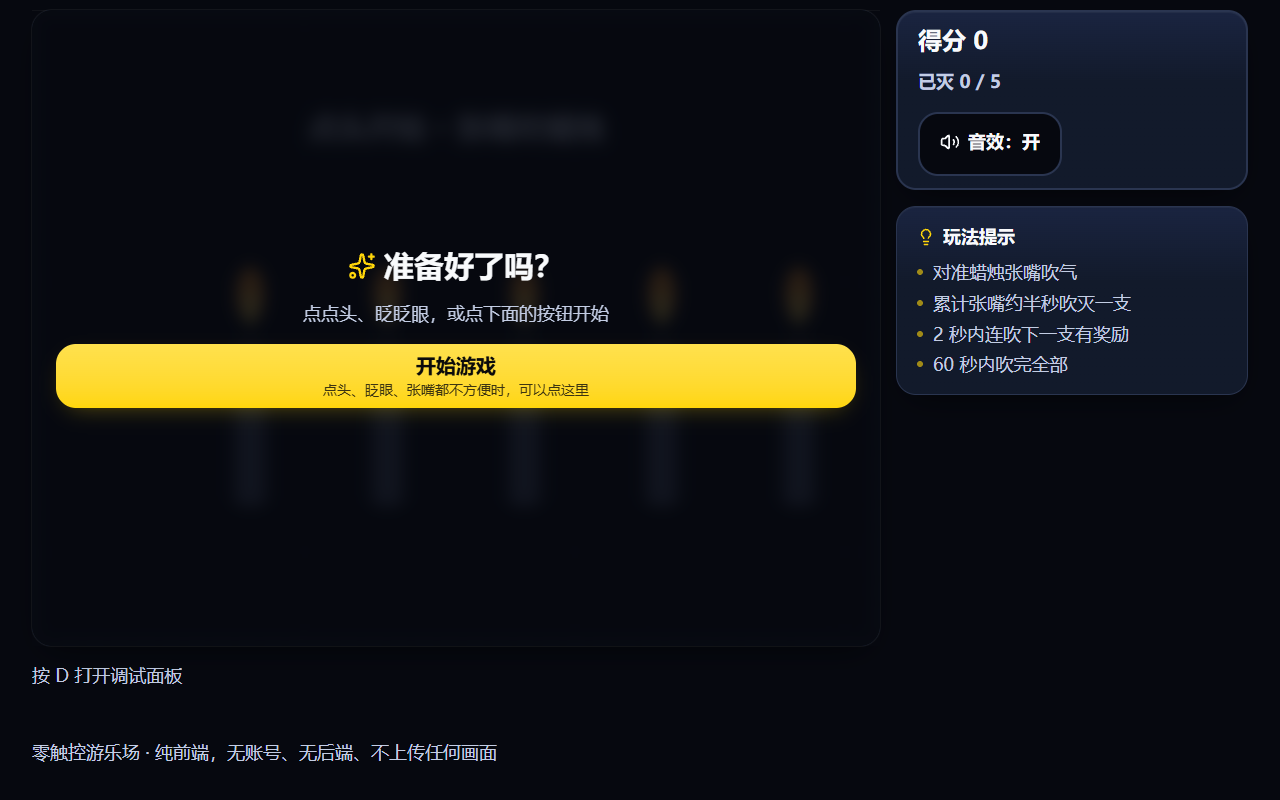 准备好了吗?
点点头、眨眨眼，或点下面的按钮开始
开始游戏
点头、眨眼、张嘴都不方便时，可以点这里
得分 0
已灭 0 / 5
音效：开
玩法提示
对准蜡烛张嘴吹气
累计张嘴约半秒吹灭一支
2 秒内连吹下一支有奖励
60 秒内吹完全部
按 D 打开调试面板
零触控游乐场 · 纯前端，无账号、无后端、不上传任何画面